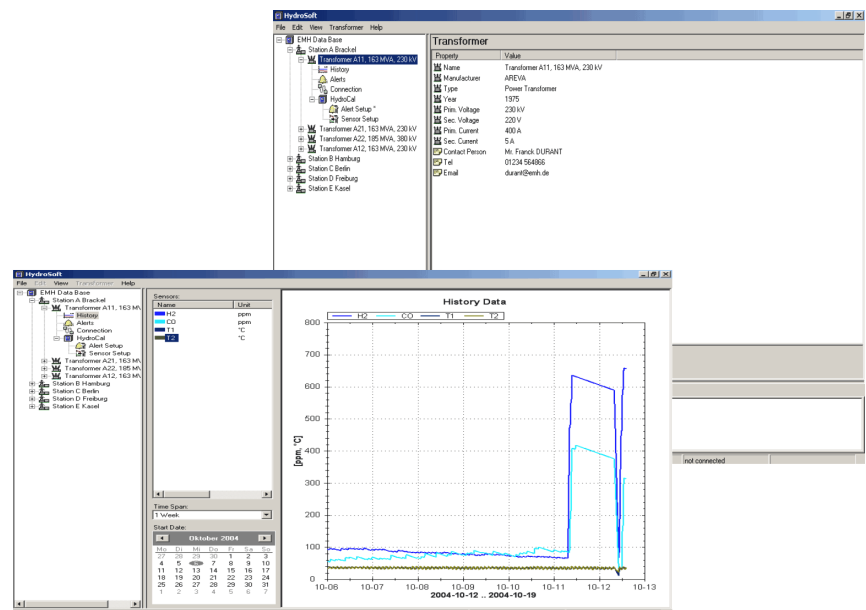 HydroSoft
File Edit View Transformer Help
EMH Data Base
Station A Brackel
Transformer A11, 163 MVA, 230 kV
History
Alerts
Connection
HydroCal
Alert Setup *
Sensor Setup
Transformer A21, 163 MVA, 230 kV
Transformer A22, 185 MVA, 380 kV
Transformer A12, 163 MVA, 230 kV
Station B Hamburg
Station C Berlin
Station D Freiburg
Station E Kasel
Transformer
Property Value
Name Transformer A11, 163 MVA, 230 kV
Manufacturer AREVA
Type Power Transformer
Year 1975
Prim. Voltage 230 kV
Sec. Voltage 220 V
Prim. Current 400 A
Sec. Current 5 A
Contact Person Mr. Franck DURANT
Tel 01234 564866
Email durant@emh.de
not connected
HydroSoft
File Edit View Transformer Help
EMH Data Base
Station A Brackel
Transformer A11, 163 M
History
Alerts
Connection
HydroCal
Alert Setup
Sensor Setup
Transformer A21, 163 M
Transformer A22, 185 M
Transformer A12, 163 M
Station B Hamburg
Station C Berlin
Station D Freiburg
Station E Kasel
Sensors:
Name Unit
H2 ppm
CO ppm
T1 °C
T2 °C
Time Span:
1 Week
Start Date:
Oktober 2004
Mo Di Mi Do Fr Sa So
27 28 29 30 1 2 3
4 5 6 7 8 9 10
11 12 13 14 15 16 17
18 19 20 21 22 23 24
25 26 27 28 29 30 31
1 2 3 4 5 6 7
History Data
H2 CO T1 T2
800
700
600
500
400
300
200
100
0
[ppm, °C]
10-06 10-07 10-08 10-09 10-10 10-11 10-12 10-13
2004-10-12 .. 2004-10-19